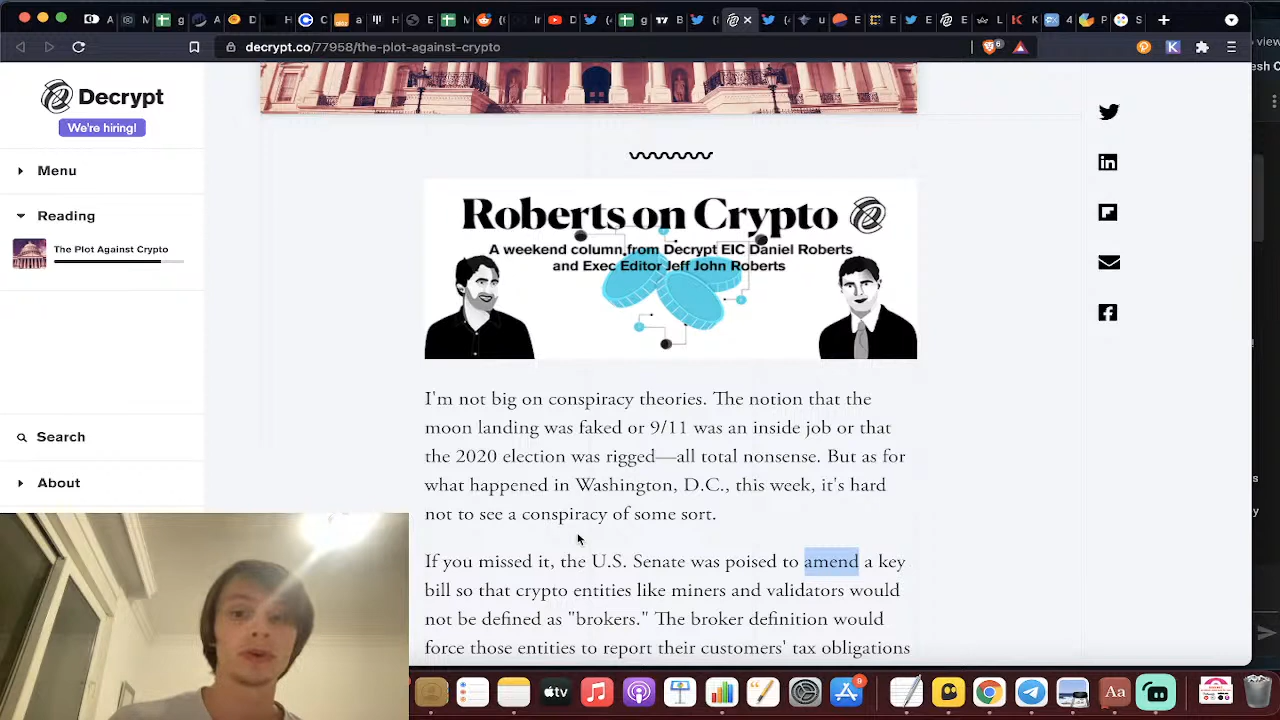 decrypt.co/77958/the-plot-against-crypto
6
Decrypt
We're hiring!
Menu
Reading
The Plot Against Crypto
Search
About
Roberts on Crypto
A weekend column from Decrypt EIC Daniel Roberts
and Exec Editor Jeff John Roberts
I'm not big on conspiracy theories. The notion that the
moon landing was faked or 9/11 was an inside job or that
the 2020 election was rigged—all total nonsense. But as for
what happened in Washington, D.C., this week, it's hard
not to see a conspiracy of some sort.
If you missed it, the U.S. Senate was poised to amend a key
bill so that crypto entities like miners and validators would
not be defined as "brokers." The broker definition would
force those entities to report their customers' tax obligations
tv
9
Aa